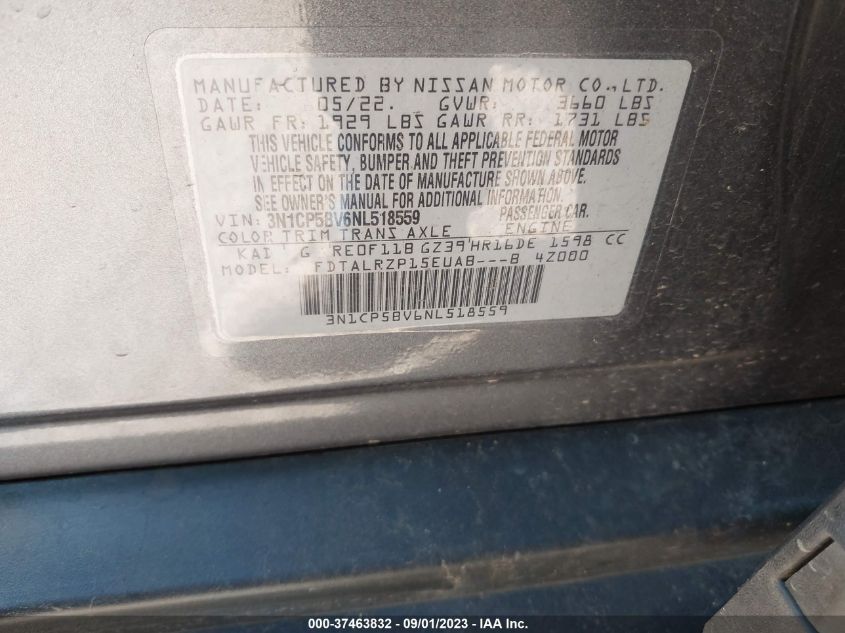 MANUFACTURED BY NISSAN MOTOR CO., LTD.
DATE: 05/22. GVWR: 3660 LBS
GAWR FR: 1929 LBS GAWR RR: 1731 LBS
THIS VEHICLE CONFORMS TO ALL APPLICABLE FEDERAL MOTOR
VEHICLE SAFETY, BUMPER AND THEFT PREVENTION STANDARDS
IN EFFECT ON THE DATE OF MANUFACTURE SHOWN ABOVE.
SEE OWNER'S MANUAL FOR ADDITIONAL INFORMATION.
VIN: 3N1CP5BV6NL518559 PASSENGER CAR.
COLOR TRIM TRANS AXLE ENGINE
KAD G RE0F11B GZ39 HR16DE 1598 CC
MODEL: FDTALRZP15EUAB---B 4Z000
3N1CP5BV6NL518559
000-37463832 - 09/01/2023 - IAA Inc.